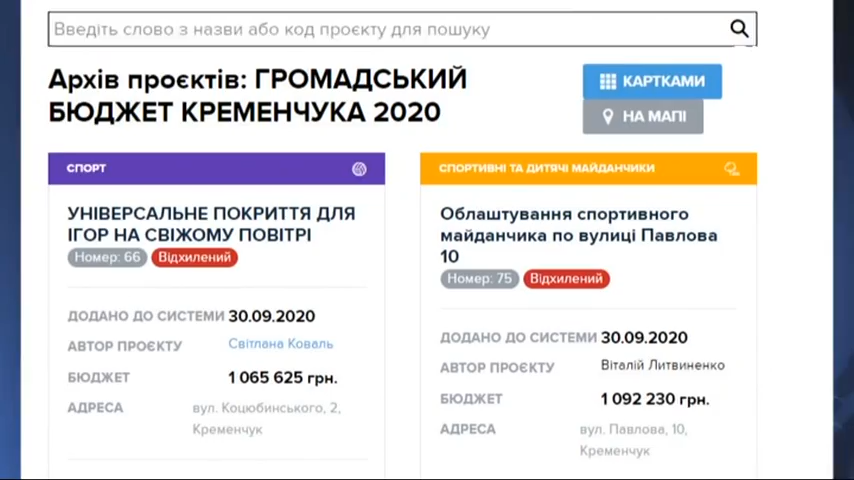 Введіть слово з назви або код проєкту для пошуку
Архів проєктів: ГРОМАДСЬКИЙ
БЮДЖЕТ КРЕМЕНЧУКА 2020
КАРТКАМИ
НА МАПІ
СПОРТ
УНІВЕРСАЛЬНЕ ПОКРИТТЯ ДЛЯ
ІГОР НА СВІЖОМУ ПОВІТРІ
Номер: 66 Відхилений
ДОДАНО ДО СИСТЕМИ 30.09.2020
АВТОР ПРОЄКТУ Світлана Коваль
БЮДЖЕТ 1 065 625 грн.
АДРЕСА вул. Коцюбинського, 2,
Кременчук
СПОРТИВНІ ТА ДИТЯЧІ МАЙДАНЧИКИ
Облаштування спортивного
майданчика по вулиці Павлова
10
Номер: 75 Відхилений
ДОДАНО ДО СИСТЕМИ 30.09.2020
АВТОР ПРОЄКТУ Віталій Литвиненко
БЮДЖЕТ 1 092 230 грн.
АДРЕСА вул. Павлова, 10,
Кременчук